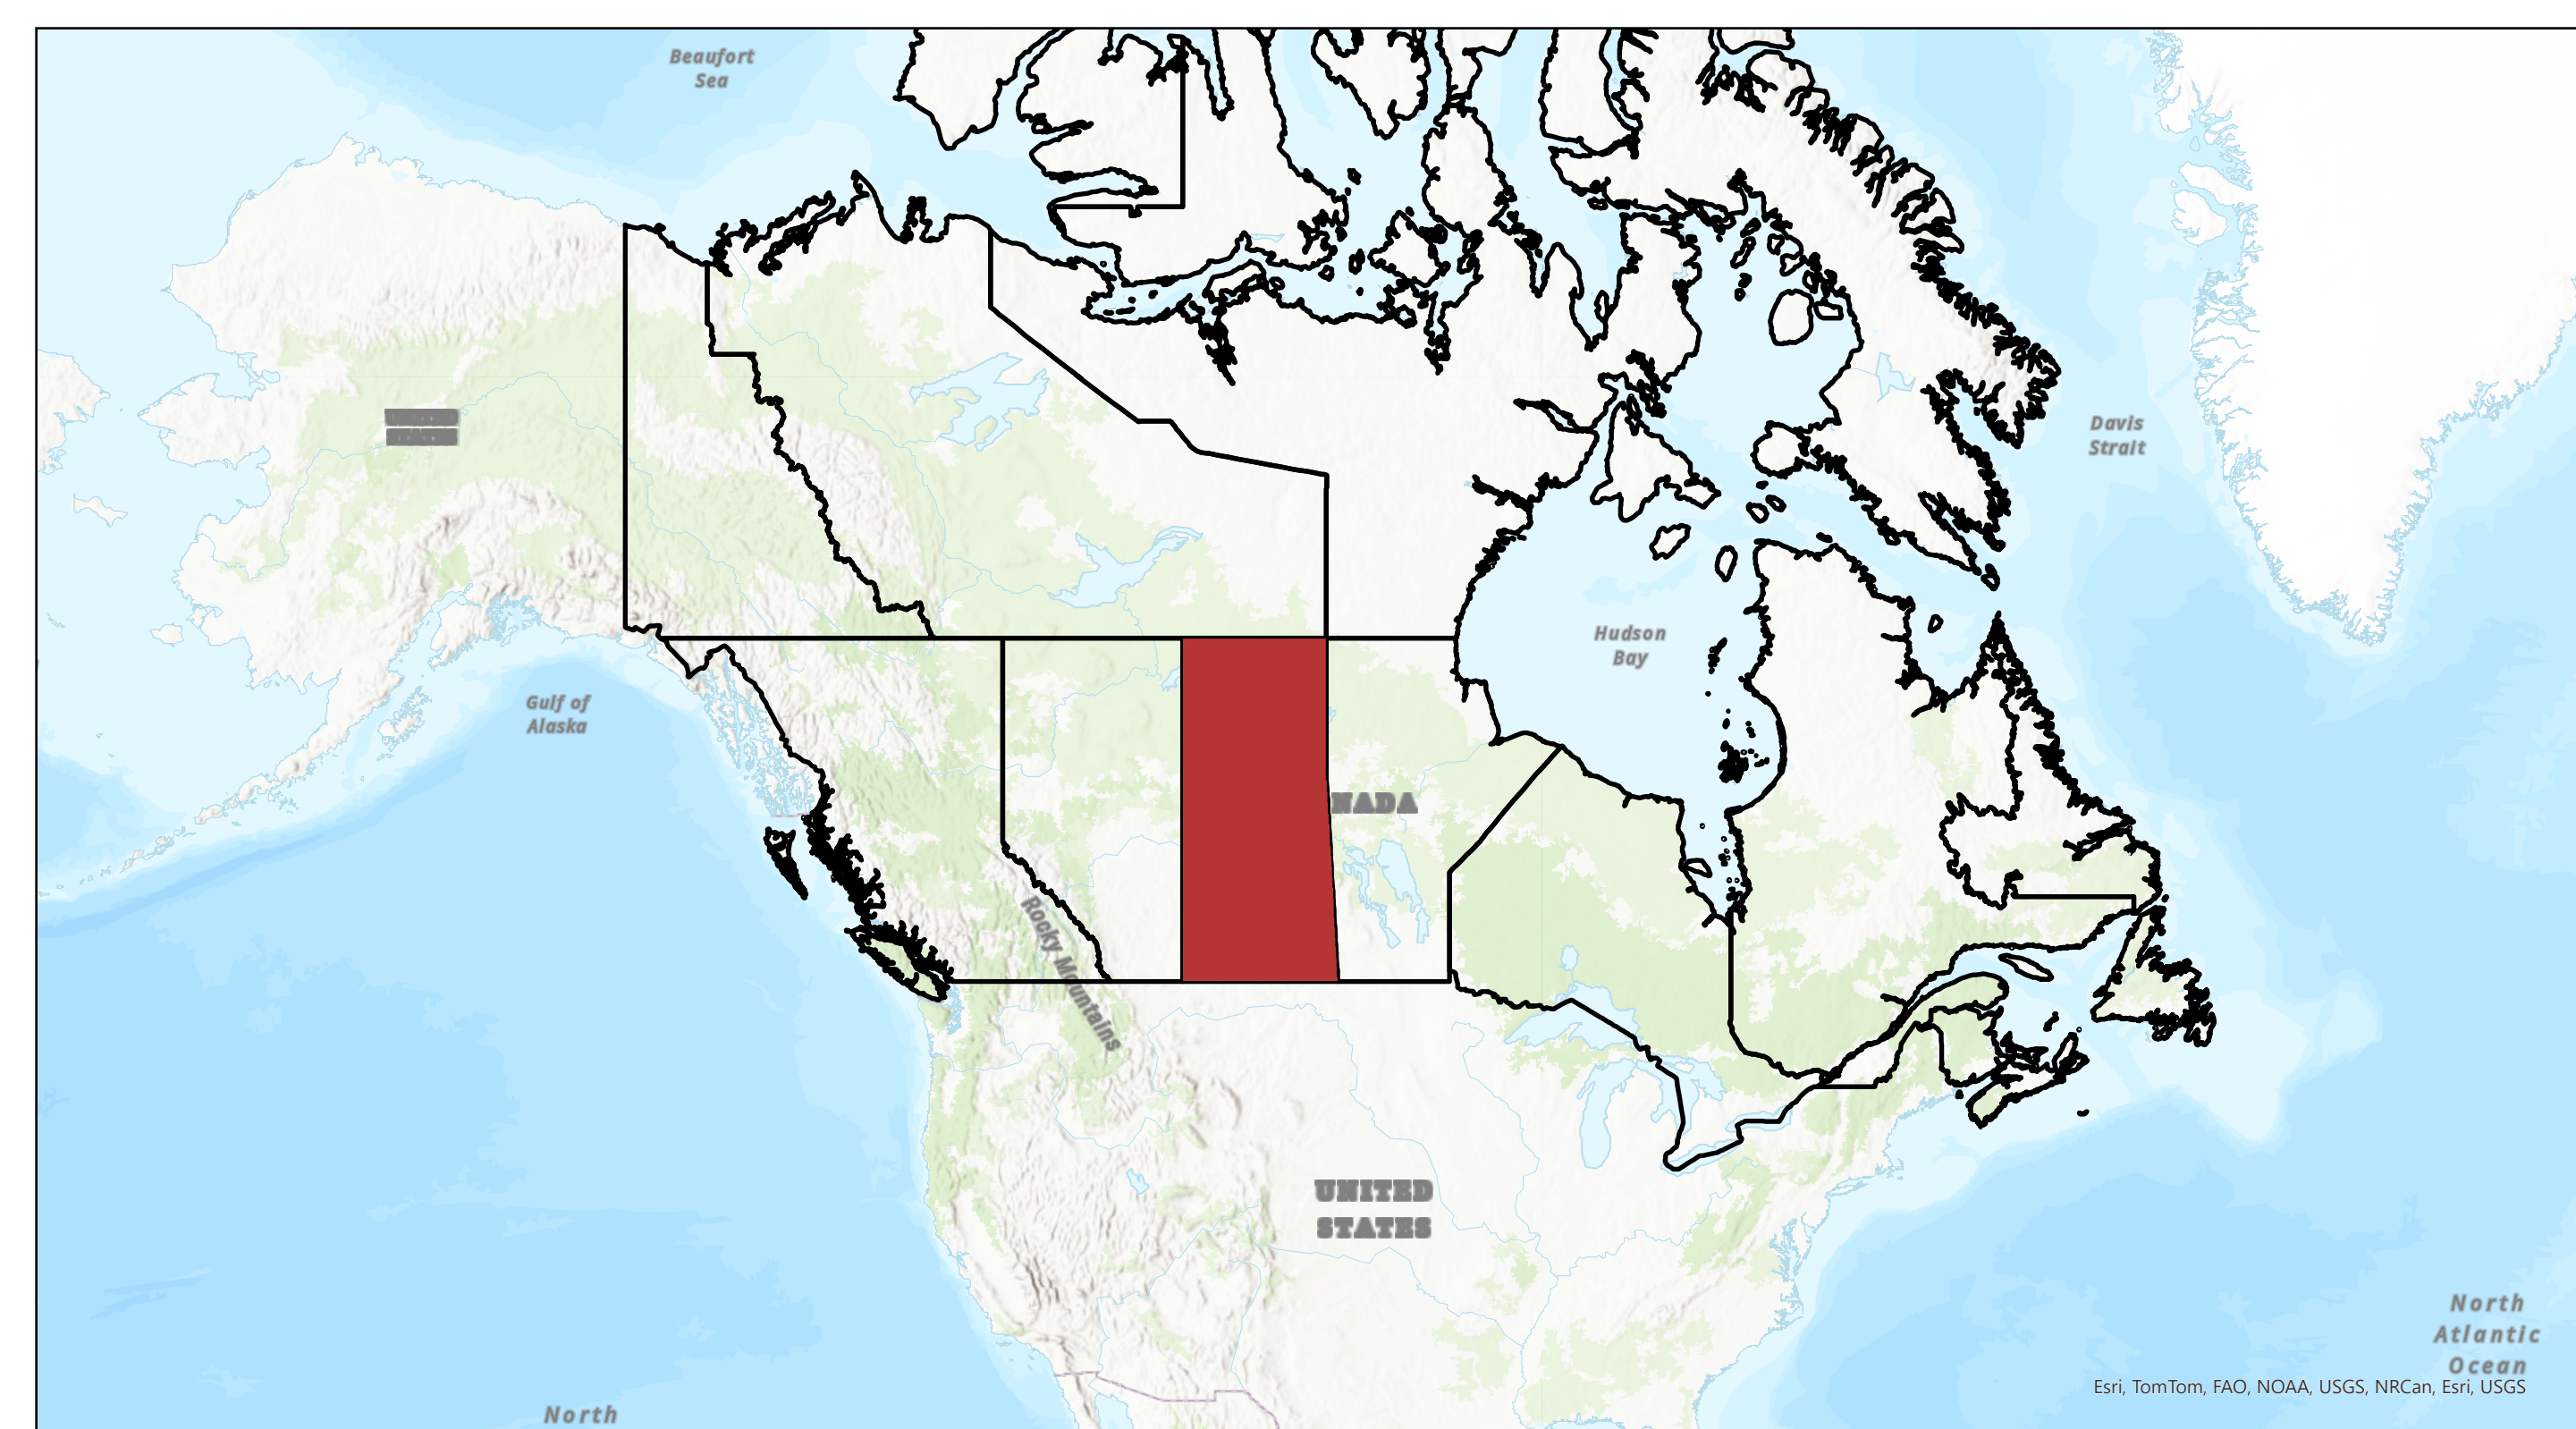 Beaufort
Sea
Davis
Strait
Hudson
Bay
Gulf of
Alaska
NADA
Rocky Mountains
UNITED
STATES
North
Atlantic
Ocean
Esri, TomTom, FAO, NOAA, USGS, NRCan, Esri, USGS
North